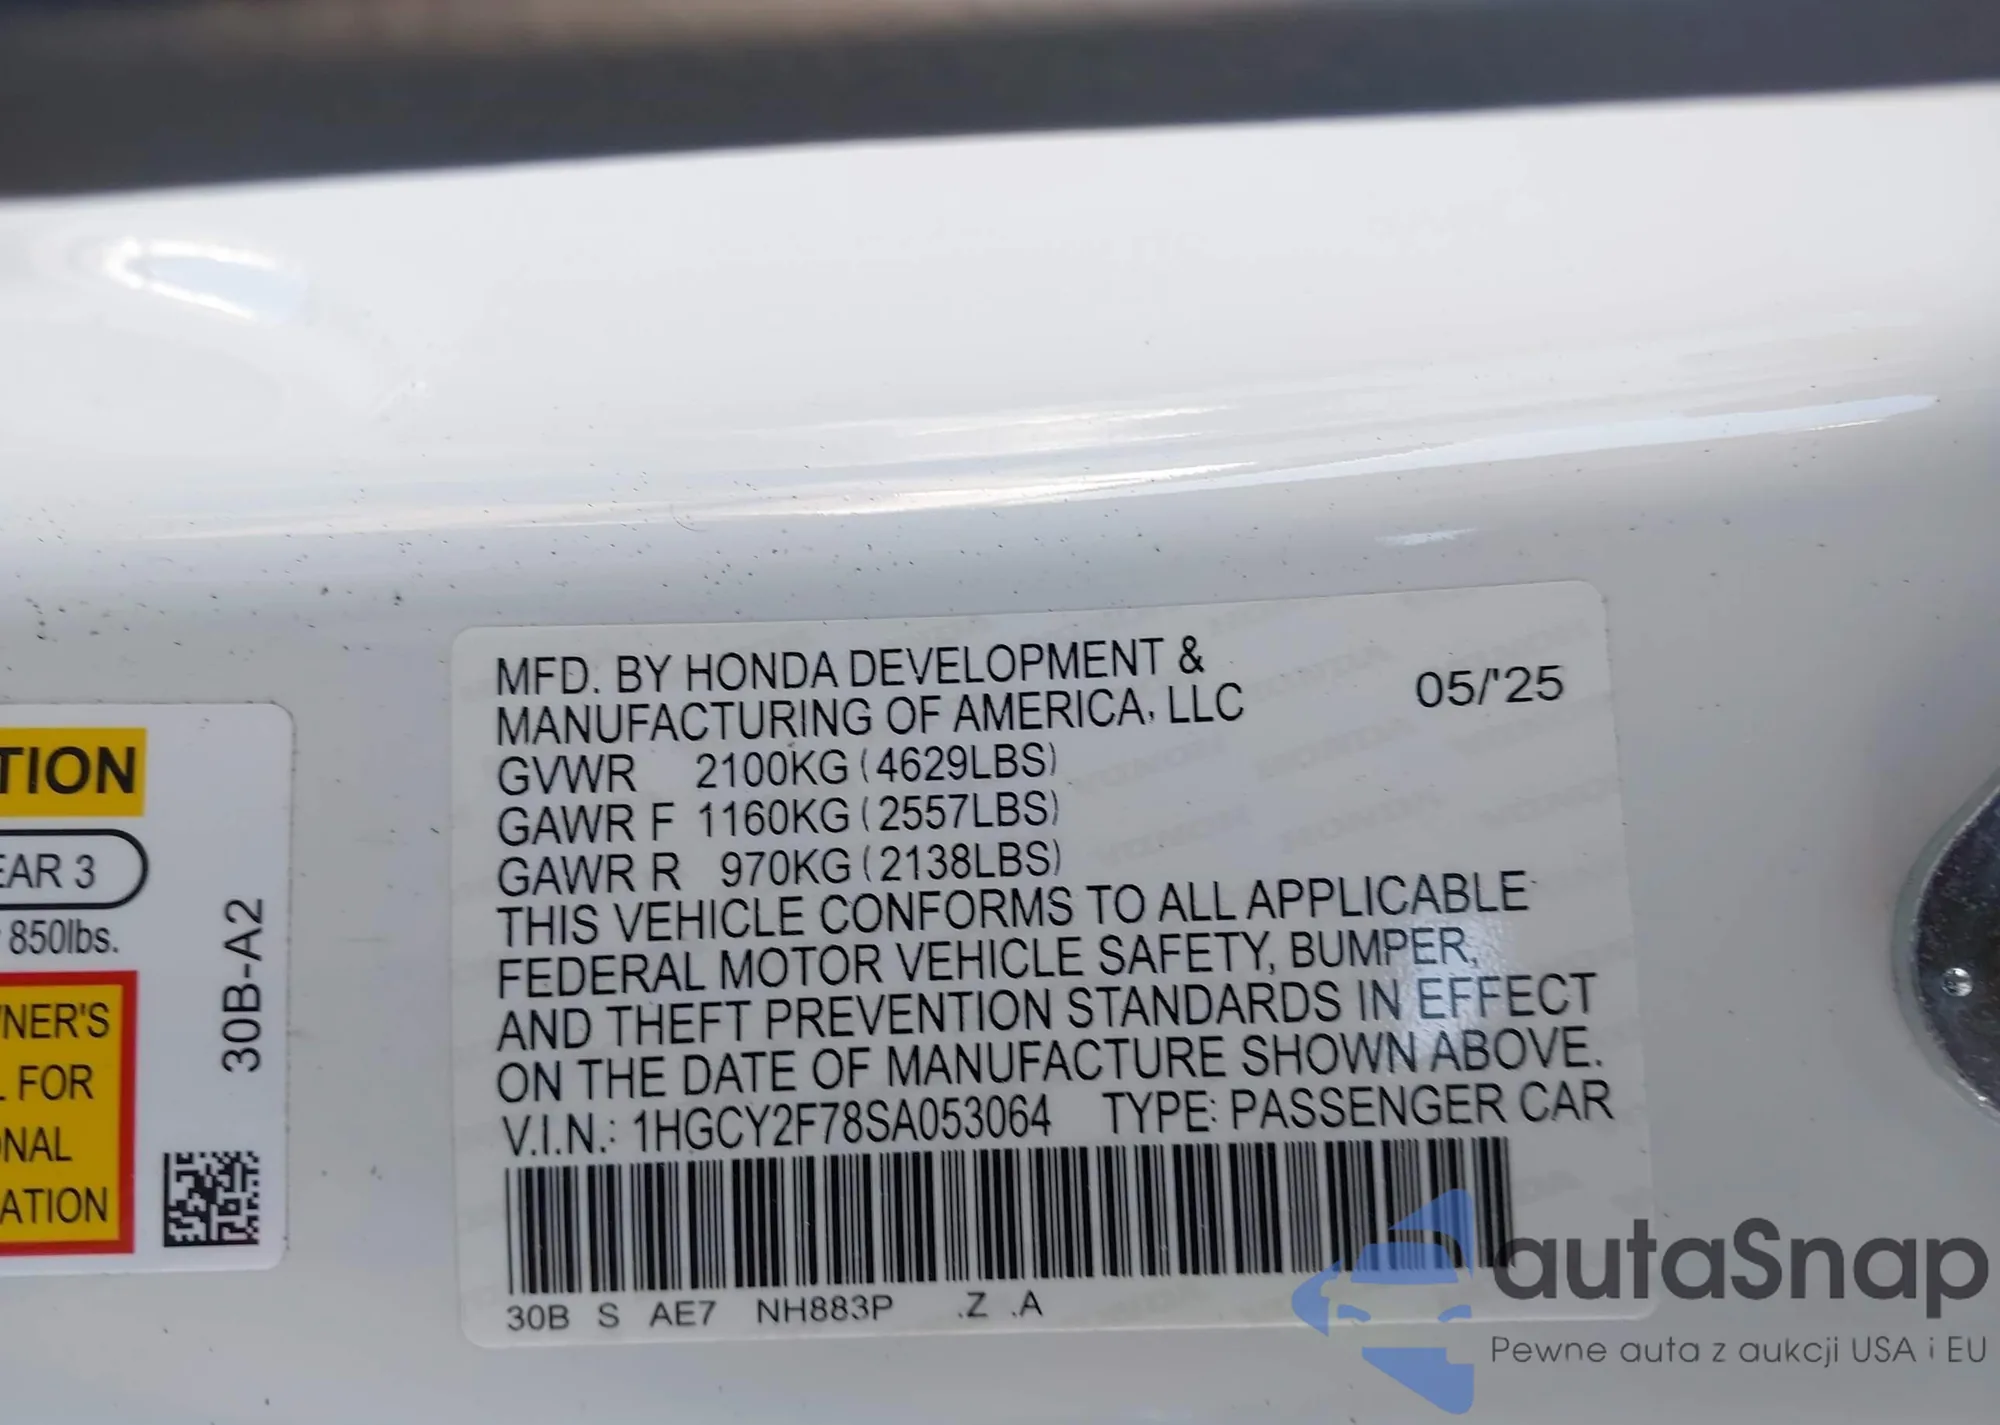 MFD. BY HONDA DEVELOPMENT &
MANUFACTURING OF AMERICA, LLC
05/'25
GVWR 2100KG (4629LBS)
GAWR F 1160KG (2557LBS)
GAWR R 970KG (2138LBS)
THIS VEHICLE CONFORMS TO ALL APPLICABLE
FEDERAL MOTOR VEHICLE SAFETY, BUMPER,
AND THEFT PREVENTION STANDARDS IN EFFECT
ON THE DATE OF MANUFACTURE SHOWN ABOVE.
V.I.N.: 1HGCY2F78SA053064 TYPE: PASSENGER CAR
30B S AE7 NH883P .Z .A
TION
EAR 3
850lbs.
NER'S
FOR
NAL
ATION
30B-A2
autaSnap
Pewne auta z aukcji USA i EU